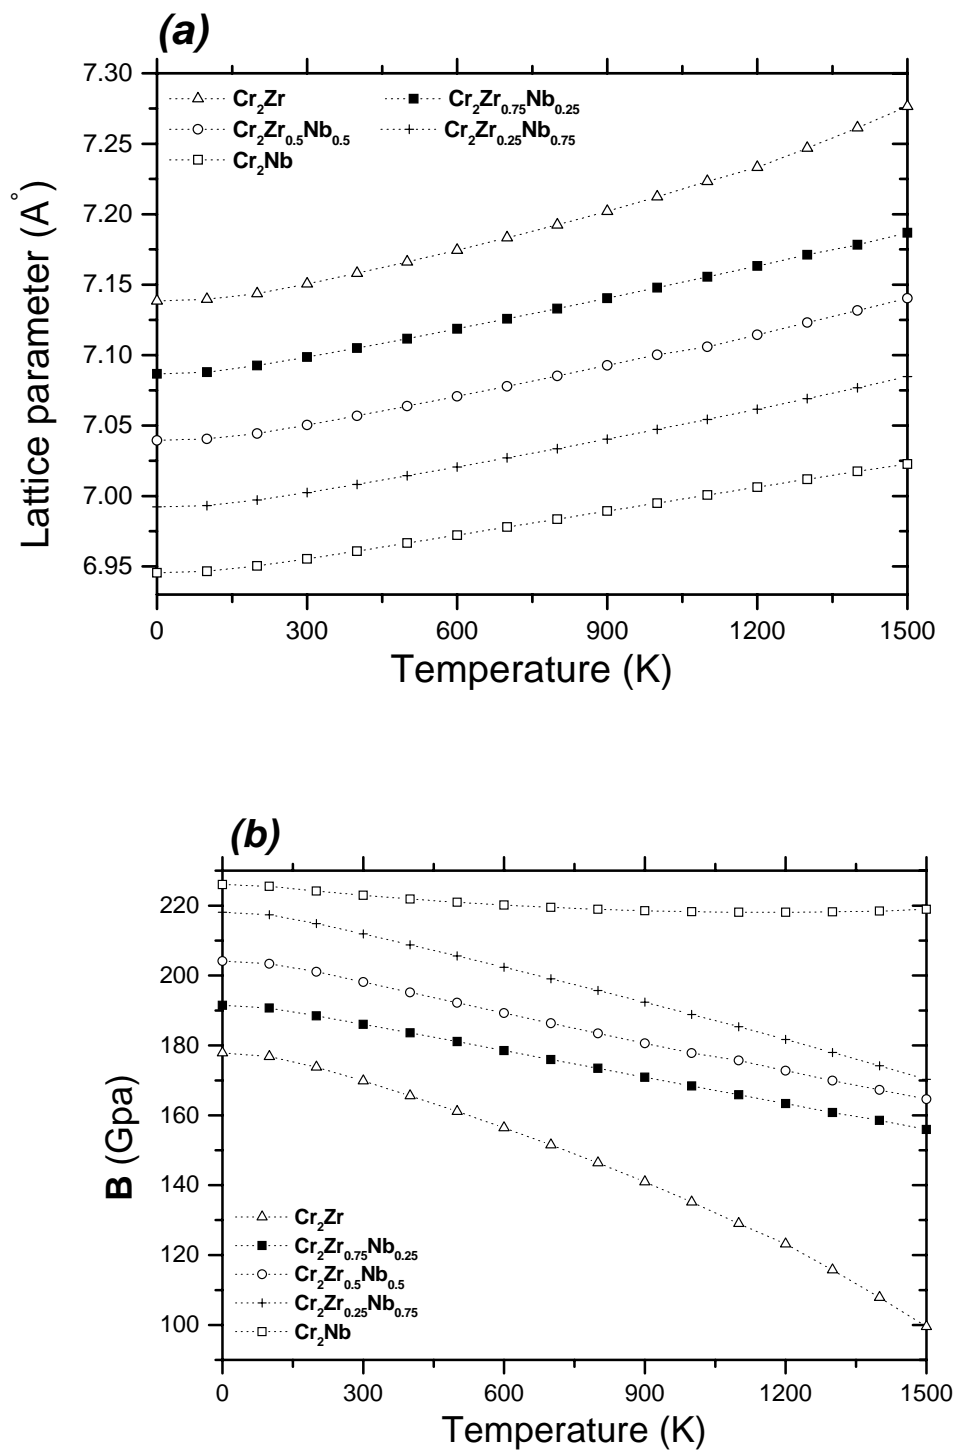 (a)
7.30
7.25
7.20
7.15
7.10
7.05
7.00
6.95
Lattice parameter (A°)
Cr2Zr
Cr2Zr0.75Nb0.25
Cr2Zr0.5Nb0.5
Cr2Zr0.25Nb0.75
Cr2Nb
0 300 600 900 1200 1500
Temperature (K)
(b)
220
200
180
160
140
120
100
B (Gpa)
Cr2Zr
Cr2Zr0.75Nb0.25
Cr2Zr0.5Nb0.5
Cr2Zr0.25Nb0.75
Cr2Nb
0 300 600 900 1200 1500
Temperature (K)